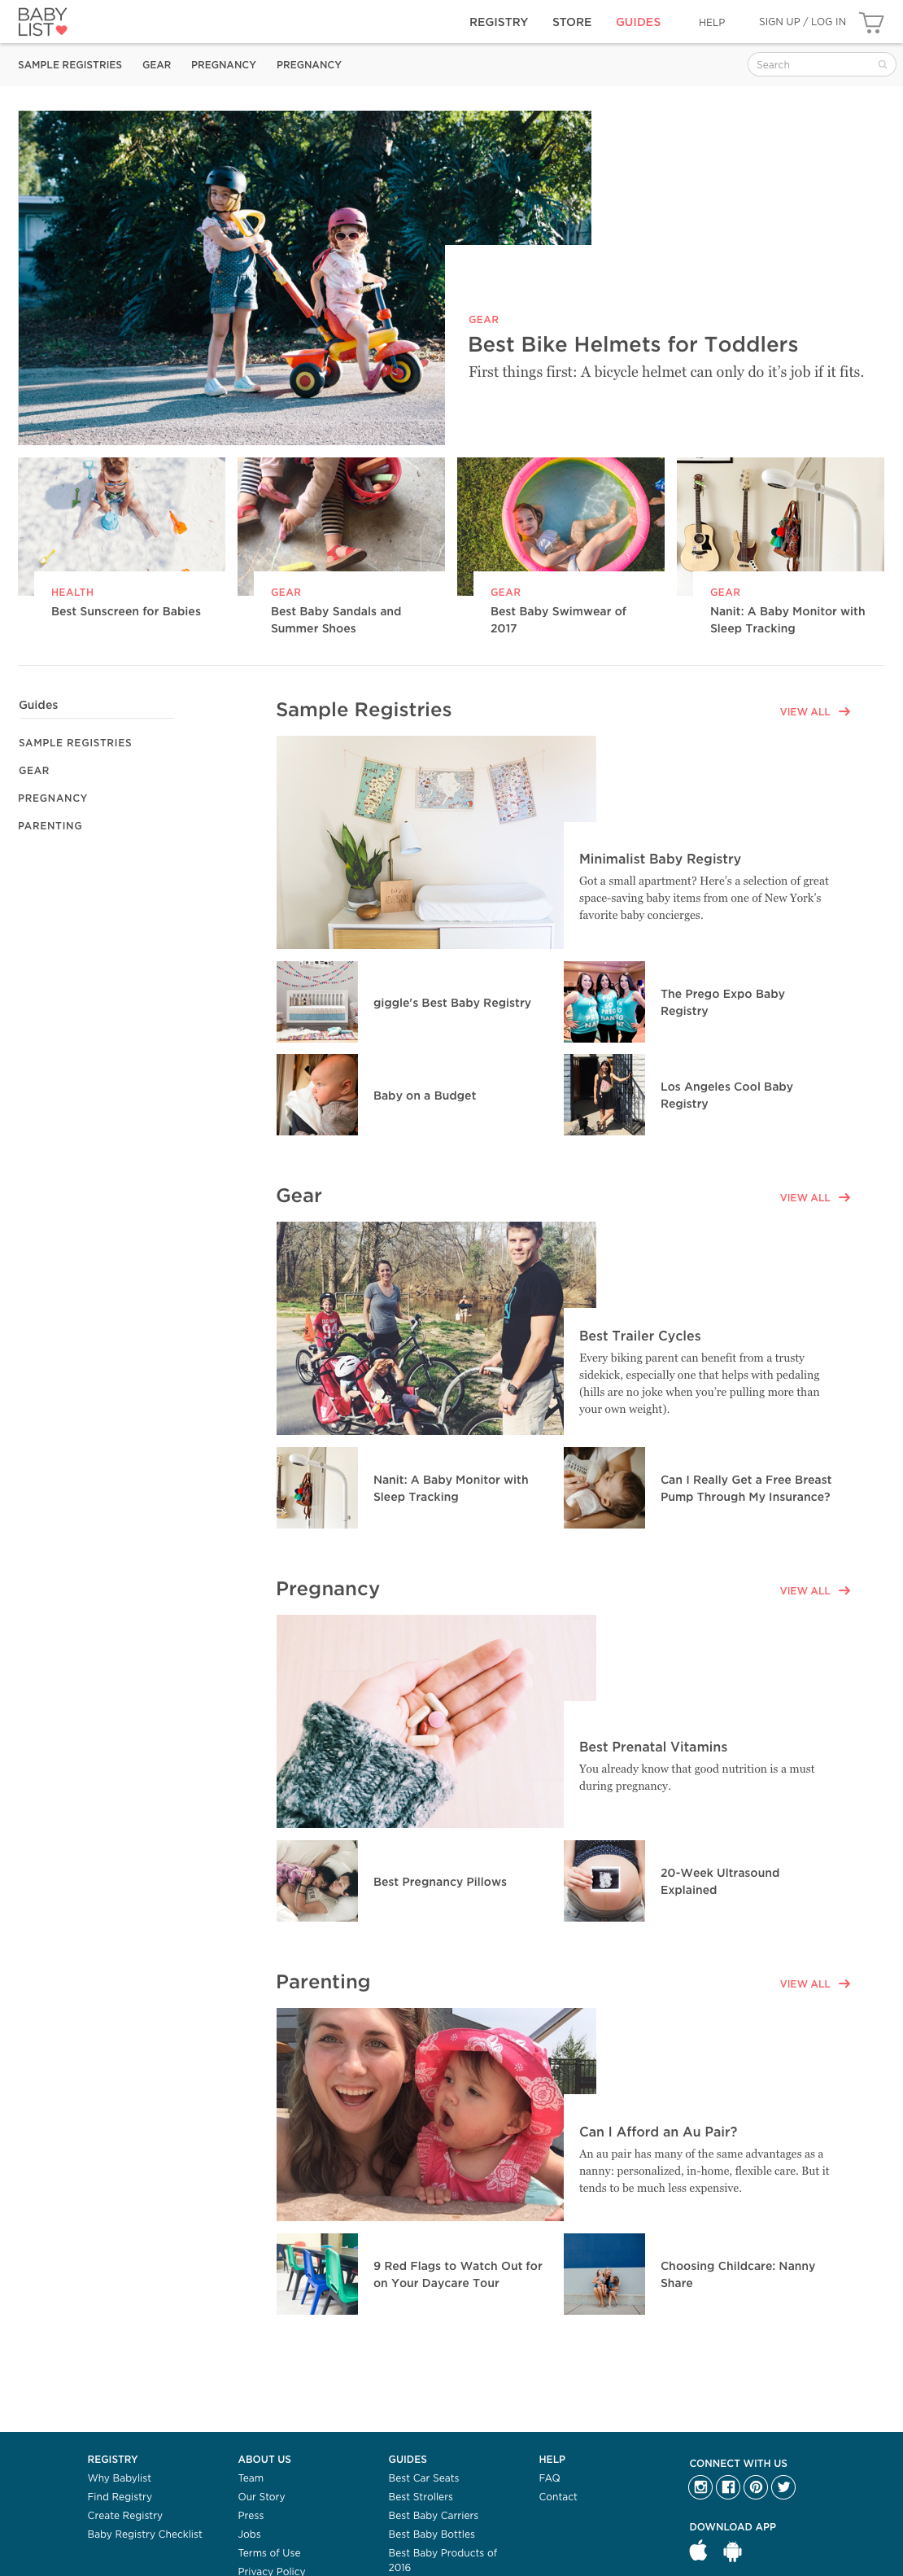 BABY
LIST
REGISTRY STORE GUIDES HELP SIGN UP / LOG IN
SAMPLE REGISTRIES GEAR PREGNANCY PREGNANCY Search
GEAR
Best Bike Helmets for Toddlers
First things first: A bicycle helmet can only do it's job if it fits.
HEALTH
Best Sunscreen for Babies
GEAR
Best Baby Sandals and
Summer Shoes
GEAR
Best Baby Swimwear of
2017
GEAR
Nanit: A Baby Monitor with
Sleep Tracking
Guides
SAMPLE REGISTRIES
GEAR
PREGNANCY
PARENTING
Sample Registries VIEW ALL
Minimalist Baby Registry
Got a small apartment? Here's a selection of great
space-saving baby items from one of New York's
favorite baby concierges.
giggle's Best Baby Registry
The Prego Expo Baby
Registry
Baby on a Budget
Los Angeles Cool Baby
Registry
Gear VIEW ALL
94
Best Trailer Cycles
Every biking parent can benefit from a trusty
sidekick, especially one that helps with pedaling
(hills are no joke when you're pulling more than
your own weight).
Nanit: A Baby Monitor with
Sleep Tracking
Can I Really Get a Free Breast
Pump Through My Insurance?
Pregnancy VIEW ALL
Best Prenatal Vitamins
You already know that good nutrition is a must
during pregnancy.
Best Pregnancy Pillows
20-Week Ultrasound
Explained
Parenting VIEW ALL
Can I Afford an Au Pair?
An au pair has many of the same advantages as a
nanny: personalized, in-home, flexible care. But it
tends to be much less expensive.
9 Red Flags to Watch Out for
on Your Daycare Tour
Choosing Childcare: Nanny
Share
REGISTRY
Why Babylist
Find Registry
Create Registry
Baby Registry Checklist
ABOUT US
Team
Our Story
Press
Jobs
Terms of Use
Privacy Policy
GUIDES
Best Car Seats
Best Strollers
Best Baby Carriers
Best Baby Bottles
Best Baby Products of
2016
HELP
FAQ
Contact
CONNECT WITH US
DOWNLOAD APP